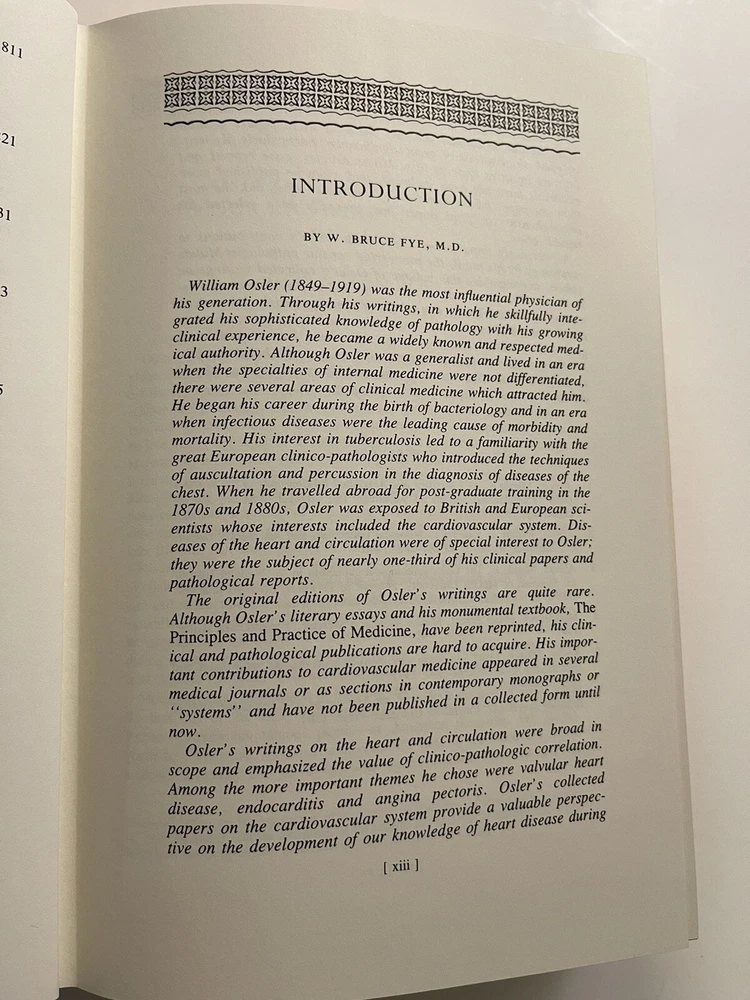 811
21
31
3
5
INTRODUCTION
BY W. BRUCE FYE, M.D.
William Osler (1849–1919) was the most influential physician of
his generation. Through his writings, in which he skillfully inte-
grated his sophisticated knowledge of pathology with his growing
clinical experience, he became a widely known and respected med-
ical authority. Although Osler was a generalist and lived in an era
when the specialties of internal medicine were not differentiated,
there were several areas of clinical medicine which attracted him.
He began his career during the birth of bacteriology and in an era
when infectious diseases were the leading cause of morbidity and
mortality. His interest in tuberculosis led to a familiarity with the
great European clinico-pathologists who introduced the techniques
of auscultation and percussion in the diagnosis of diseases of the
chest. When he travelled abroad for post-graduate training in the
1870s and 1880s, Osler was exposed to British and European sci-
entists whose interests included the cardiovascular system. Dis-
eases of the heart and circulation were of special interest to Osler;
they were the subject of nearly one-third of his clinical papers and
pathological reports.
The original editions of Osler's writings are quite rare.
Although Osler's literary essays and his monumental textbook, The
Principles and Practice of Medicine, have been reprinted, his clin-
ical and pathological publications are hard to acquire. His impor-
tant contributions to cardiovascular medicine appeared in several
medical journals or as sections in contemporary monographs or
‘‘systems’’ and have not been published in a collected form until
now.
Osler's writings on the heart and circulation were broad in
scope and emphasized the value of clinico-pathologic correlation.
Among the more important themes he chose were valvular heart
disease, endocarditis and angina pectoris. Osler's collected
papers on the cardiovascular system provide a valuable perspec-
tive on the development of our knowledge of heart disease during
[ xiii ]